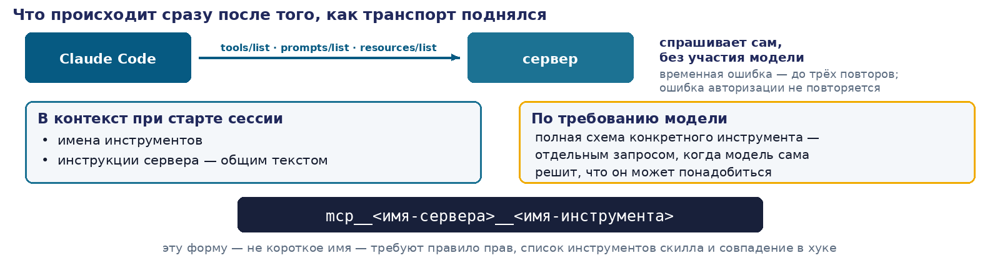 Что происходит сразу после того, как транспорт поднялся
Claude Code
tools/list · prompts/list · resources/list
сервер
спрашивает сам,
без участия модели
временная ошибка — до трёх повторов;
ошибка авторизации не повторяется
В контекст при старте сессии
• имена инструментов
• инструкции сервера — общим текстом
По требованию модели
полная схема конкретного инструмента —
отдельным запросом, когда модель сама
решит, что он может понадобиться
mcp__<имя-сервера>__<имя-инструмента>
эту форму — не короткое имя — требуют правило прав, список инструментов скилла и совпадение в хуке